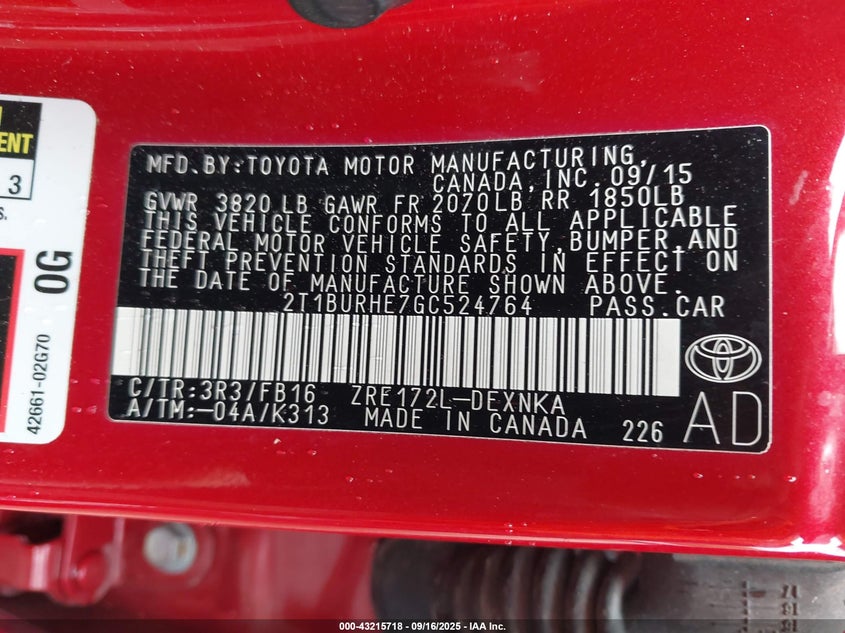 ENT
3
S.
OG
42661-02G70
MFD.BY:TOYOTA MOTOR MANUFACTURING,
CANADA,INC. 09/15
GVWR 3820 LB GAWR FR 2070LB RR 1850LB
THIS VEHICLE CONFORMS TO ALL APPLICABLE
FEDERAL MOTOR VEHICLE SAFETY,BUMPER,AND
THEFT PREVENTION STANDARDS IN EFFECT ON
THE DATE OF MANUFACTURE SHOWN ABOVE.
2T1BURHE7GC524764 PASS.CAR
C/TR:3R3/FB16 ZRE172L-DEXNKA
A/TM:-04A/K313 MADE IN CANADA 226
AD
000-43215718 - 09/16/2025 - IAA Inc.